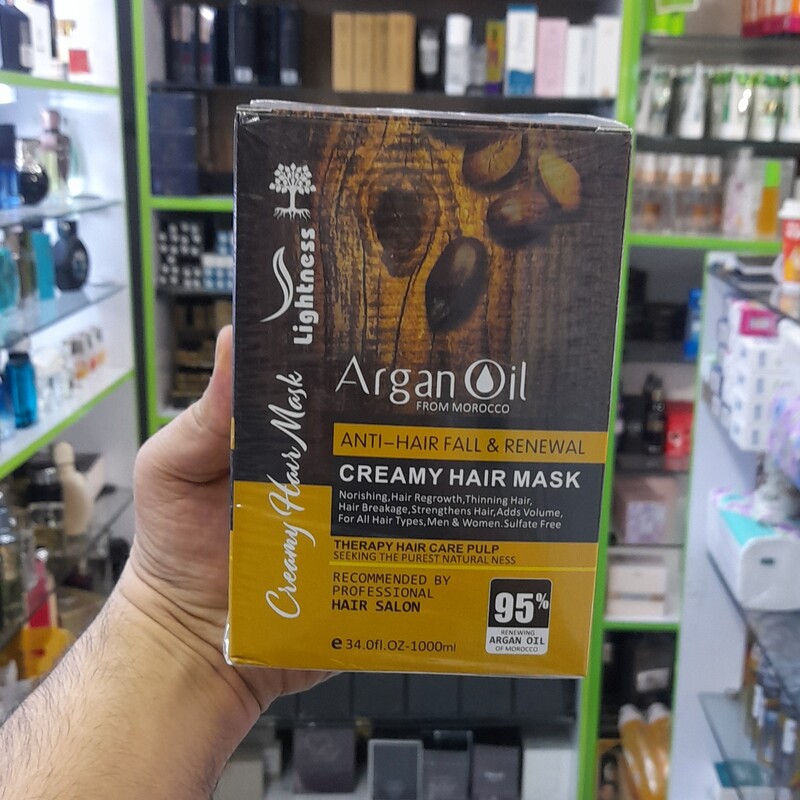 Lightness
Creamy Hair Mask
Argan Oil
FROM MOROCCO
ANTI-HAIR FALL & RENEWAL
CREAMY HAIR MASK
Norishing,Hair Regrowth,Thinning Hair,
Hair Breakage,Strengthens Hair,Adds Volume,
For All Hair Types,Men & Women.Sulfate Free
THERAPY HAIR CARE PULP
SEEKING THE PUREST NATURAL NESS
RECOMMENDED BY
PROFESSIONAL
HAIR SALON
95%
RENEWING
ARGAN OIL
OF MOROCCO
e 34.0fl.OZ-1000ml